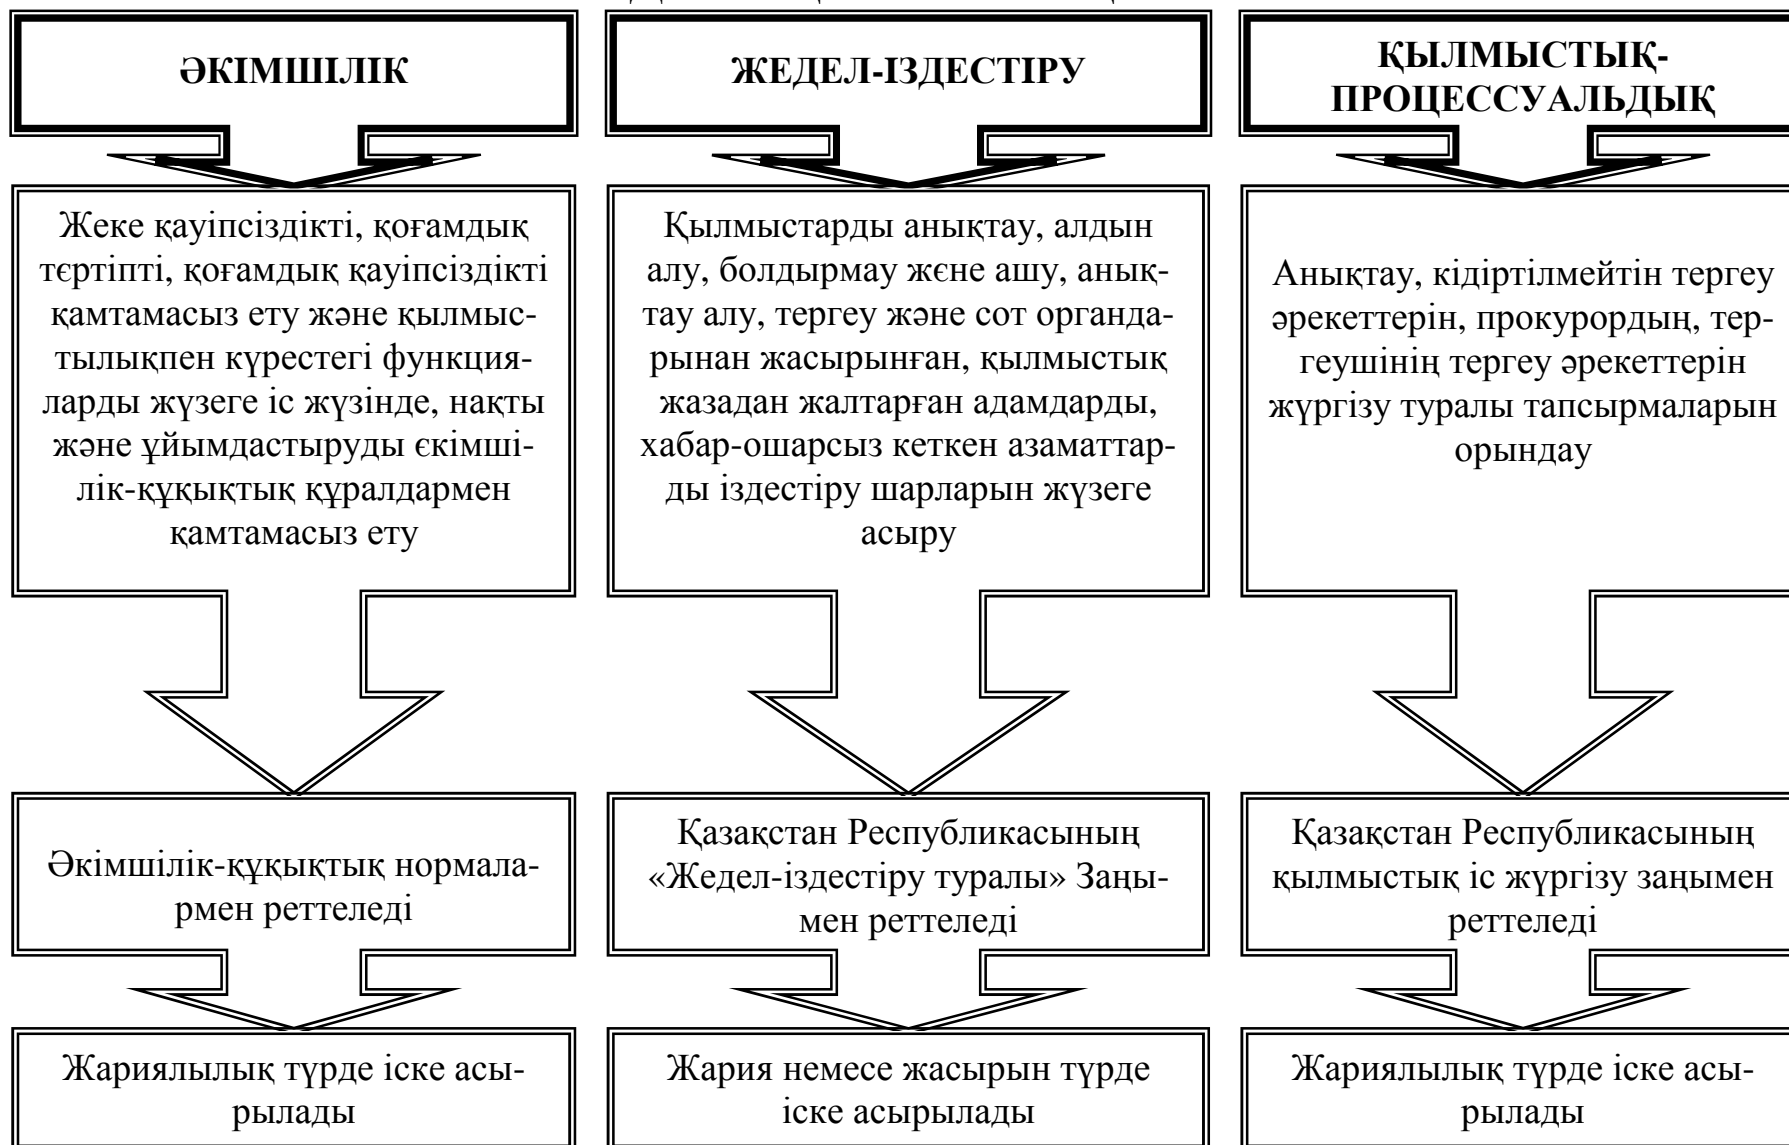 ӘКІМШІЛІК
Жеке қауіпсіздікті, қоғамдық
тєртіпті, қоғамдық қауіпсіздікті
қамтамасыз ету және қылмыс-
тылықпен күрестегі функция-
ларды жүзеге іс жүзінде, нақты
және ұйымдастыруды єкімші-
лік-құқықтық құралдармен
қамтамасыз ету
Әкімшілік-құқықтық нормала-
рмен реттеледі
Жариялылық түрде іске асы-
рылады
ЖЕДЕЛ-ІЗДЕСТІРУ
Қылмыстарды анықтау, алдын
алу, болдырмау жєне ашу, анық-
тау алу, тергеу және сот органда-
рынан жасырынған, қылмыстық
жазадан жалтарған адамдарды,
хабар-ошарсыз кеткен азаматтар-
ды іздестіру шарларын жүзеге
асыру
Қазақстан Республикасының
«Жедел-іздестіру туралы» Заңы-
мен реттеледі
Жария немесе жасырын түрде
іске асырылады
ҚЫЛМЫСТЫҚ-
ПРОЦЕССУАЛЬДЫҚ
Анықтау, кідіртілмейтін тергеу
әрекеттерін, прокурордың, тер-
геушінің тергеу әрекеттерін
жүргізу туралы тапсырмаларын
орындау
Қазақстан Республикасының
қылмыстық іс жүргізу заңымен
реттеледі
Жариялылық түрде іске асы-
рылады